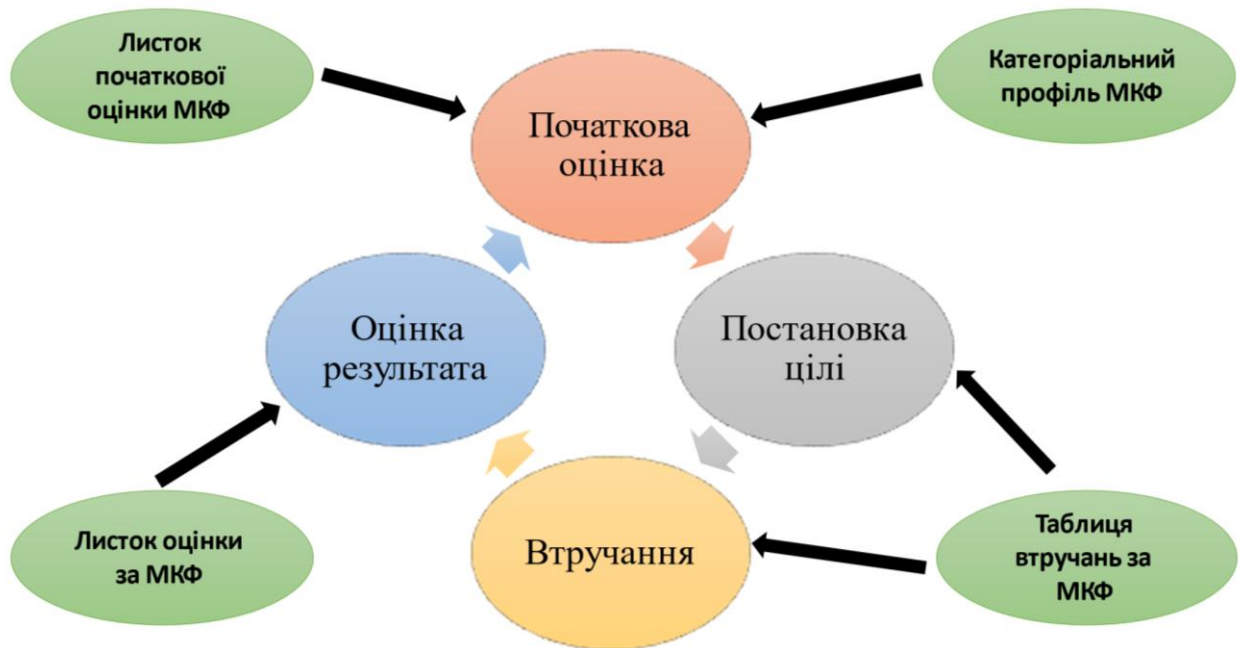 Листок
початкової
оцінки МКФ
Категоріальний
профіль МКФ
Початкова
оцінка
Оцінка
результата
Постановка
цілі
Втручання
Листок оцінки
за МКФ
Таблиця
втручань за
МКФ